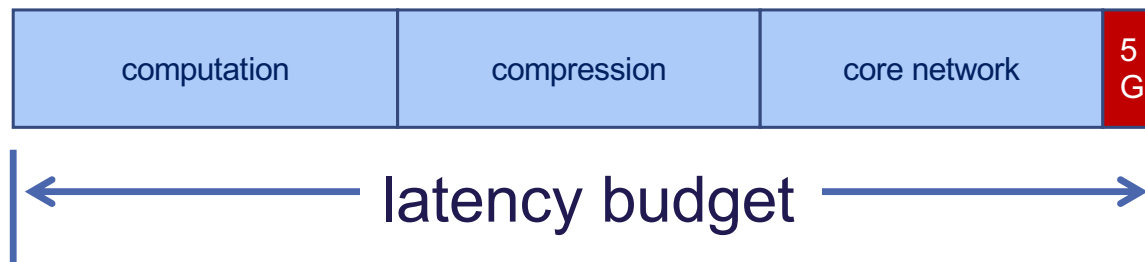 computation
compression
core network
5
G
latency budget